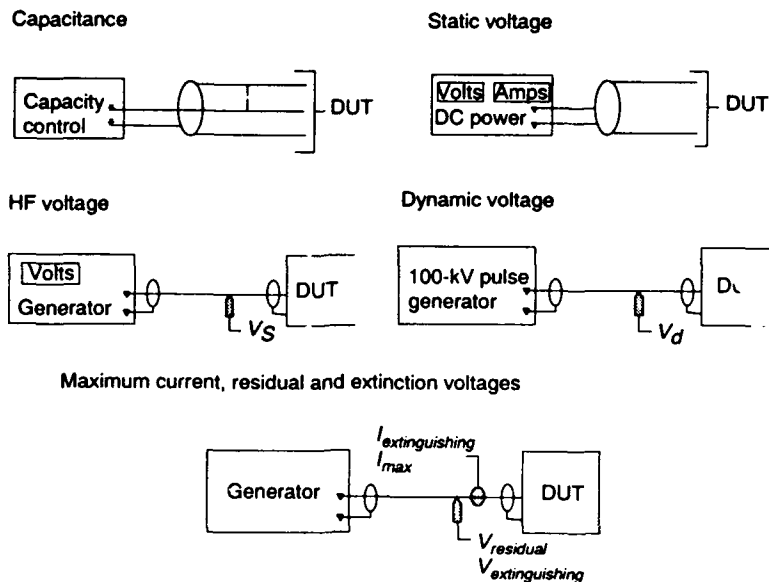 Capacitance
Capacity
control
DUT
Static voltage
Volts Amps
DC power
DUT
HF voltage
Volts
Generator
DUT
V_S
Dynamic voltage
100-kV pulse
generator
V_d
Maximum current, residual and extinction voltages
Generator
I_extinguishing
I_max
DUT
V_residual
V_extinguishing